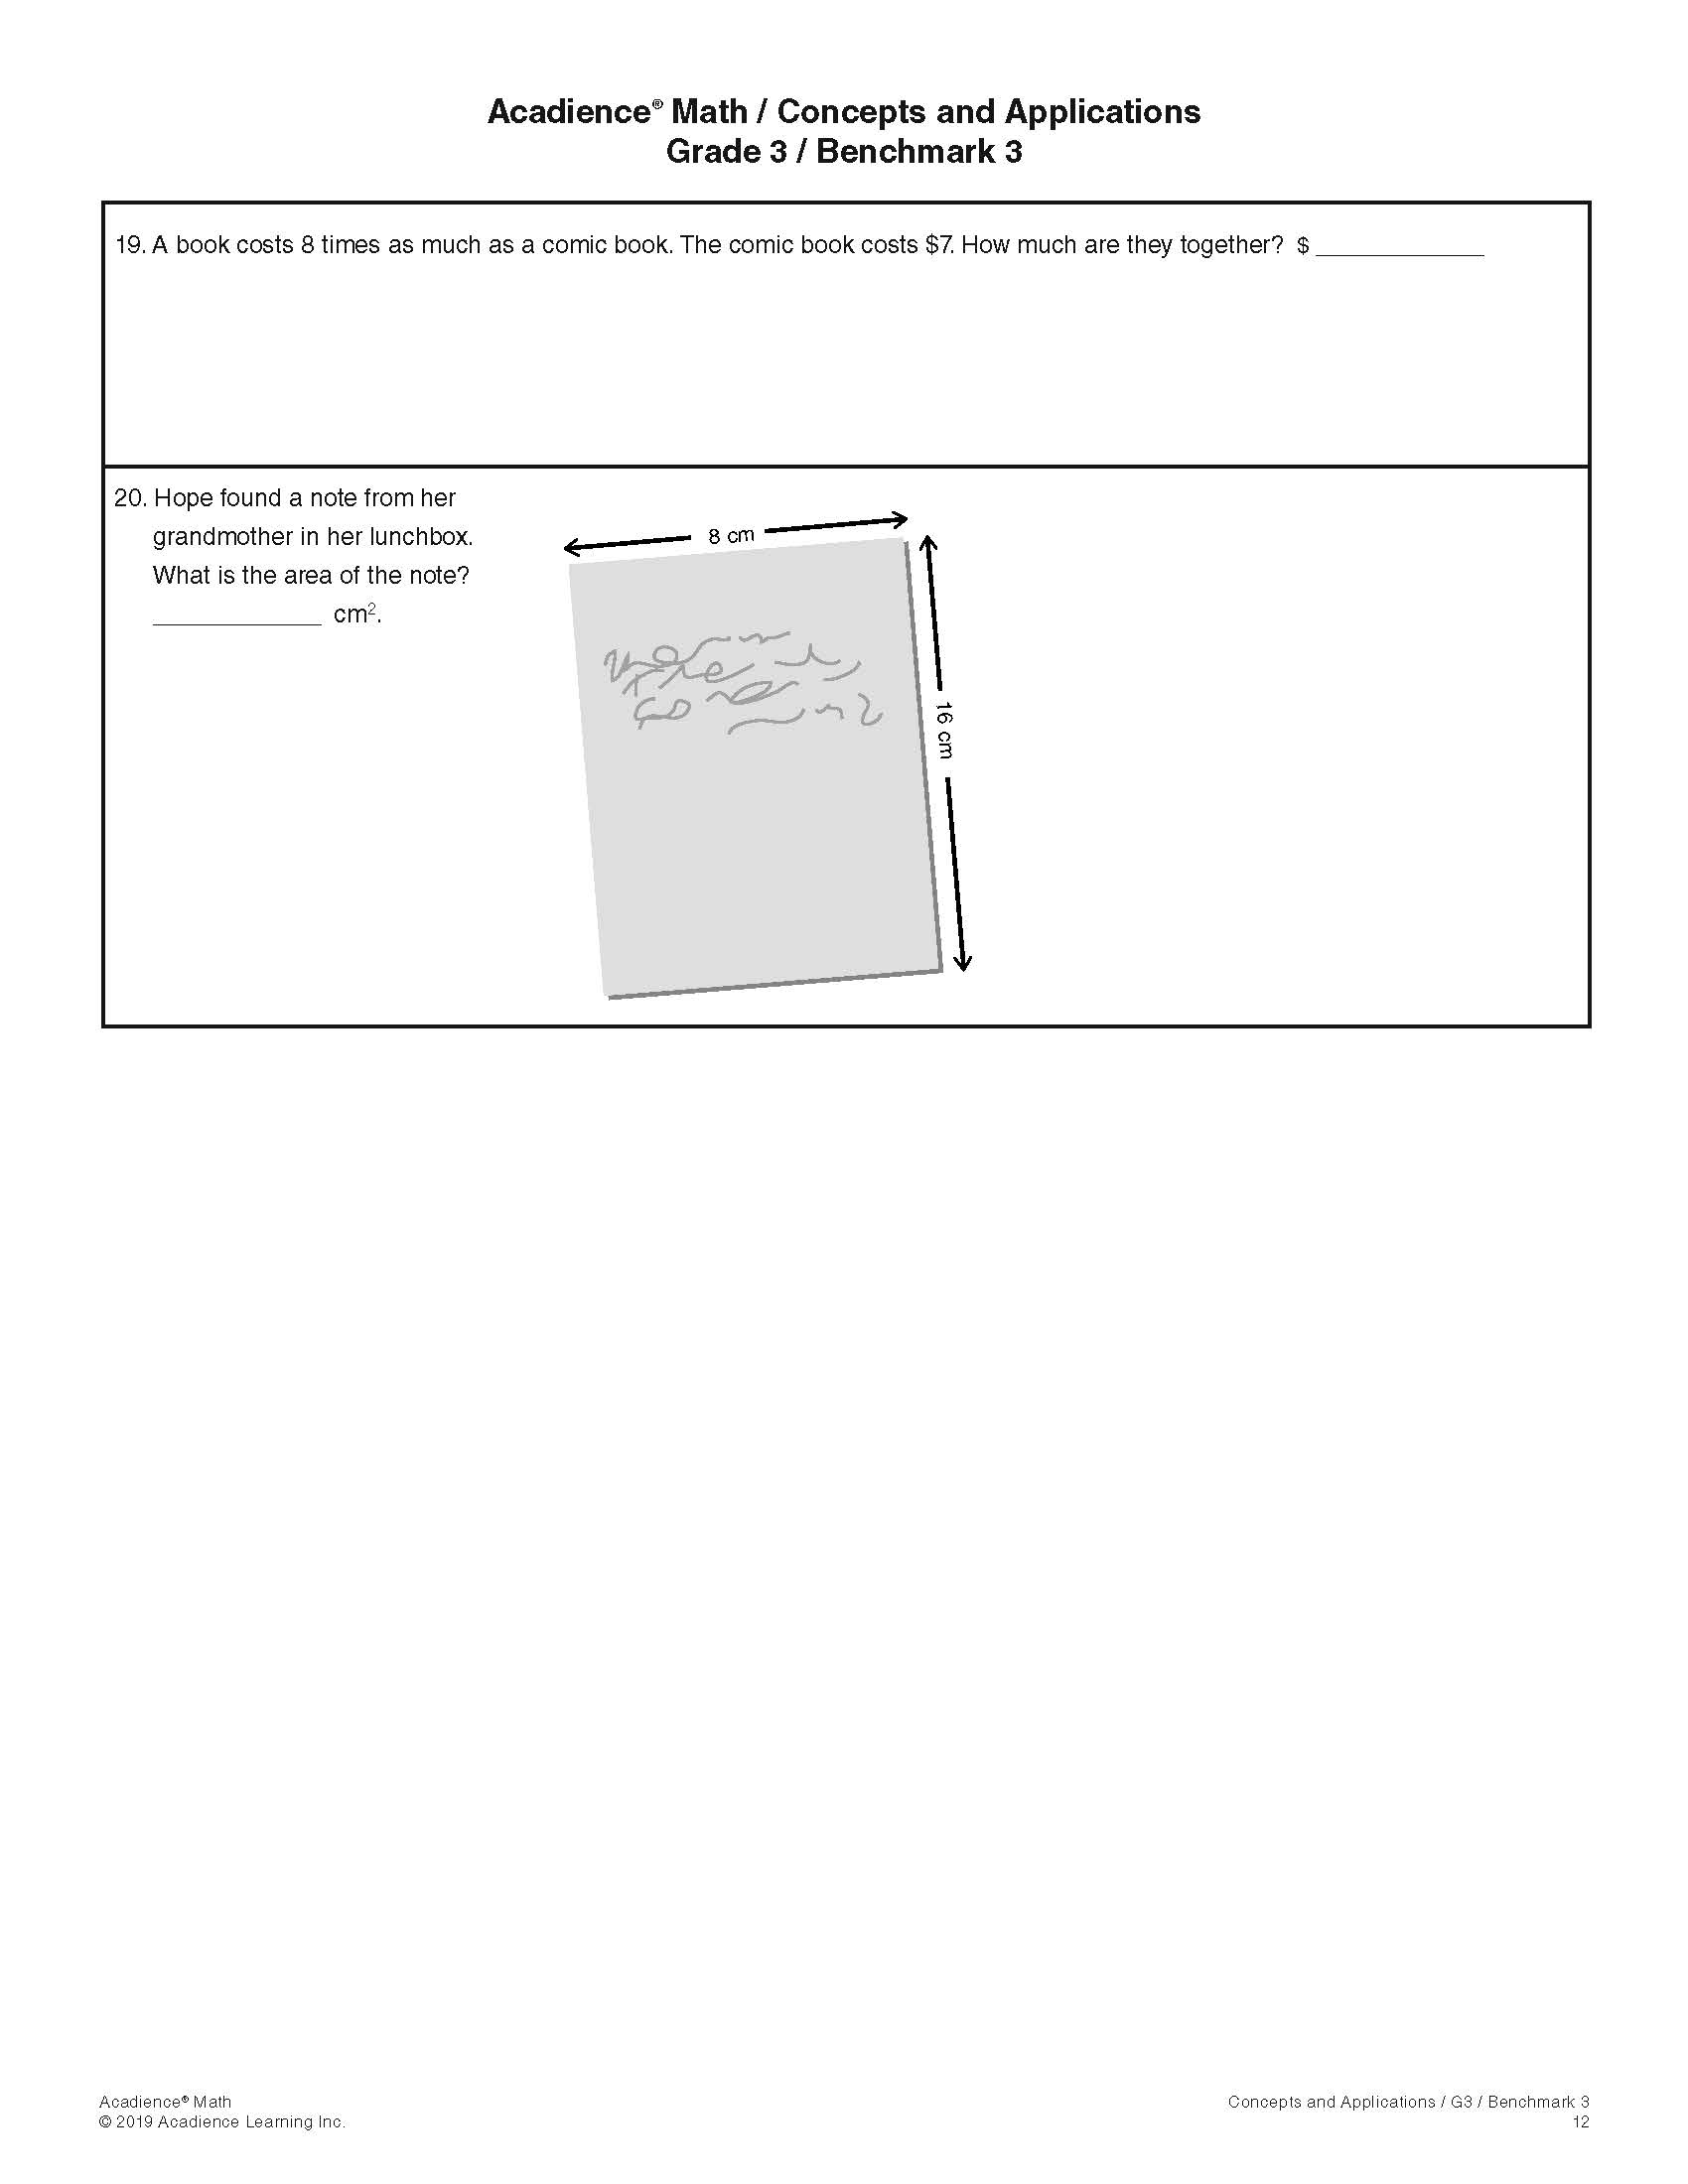 Acadience® Math / Concepts and Applications
Grade 3 / Benchmark 3
19. A book costs 8 times as much as a comic book. The comic book costs $7. How much are they together? $ ____________
20. Hope found a note from her
grandmother in her lunchbox.
What is the area of the note?
____________ cm².
8 cm
16 cm
Acadience® Math
© 2019 Acadience Learning Inc.
Concepts and Applications / G3 / Benchmark 3
12